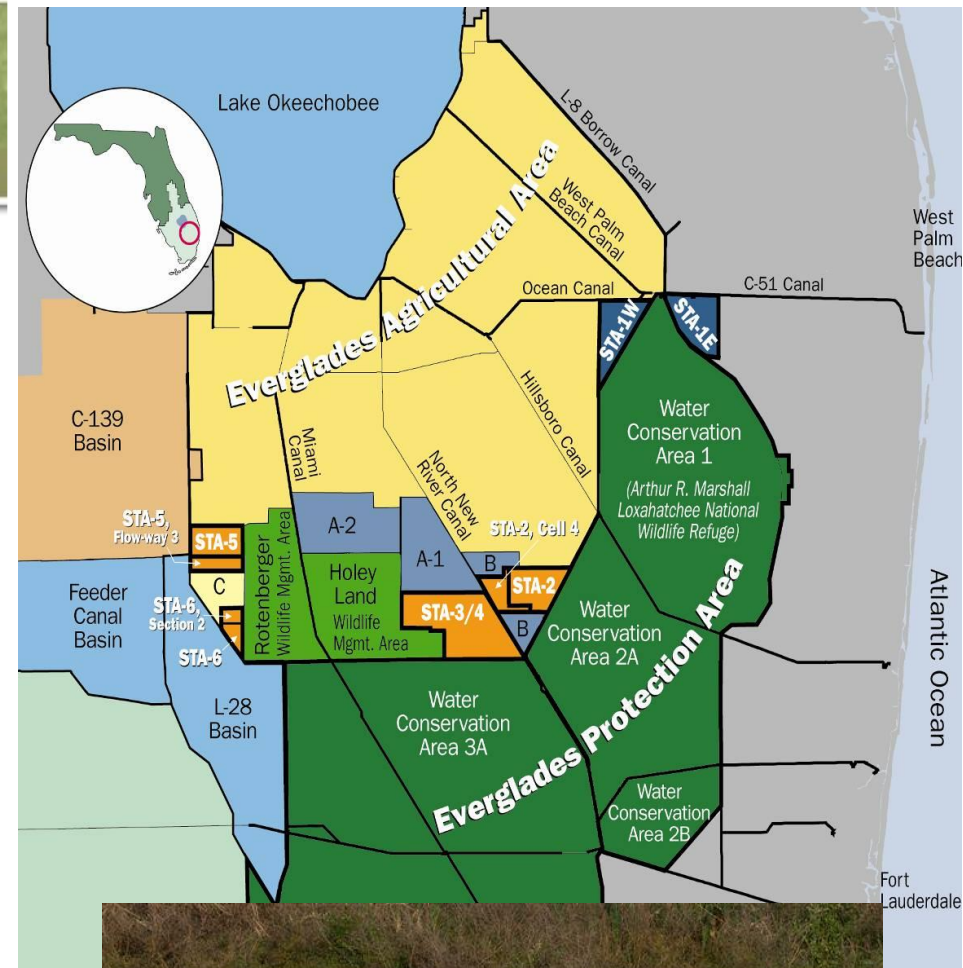 Lake Okeechobee
L-8 Borrow Canal
West Palm
Beach Canal
West
Palm
Beach
Everglades Agricultural Area
Ocean Canal
C-51 Canal
STA-1W
STA-1E
C-139
Basin
Miami
Canal
North New
River Canal
Hillsboro Canal
Water
Conservation
Area 1
(Arthur R. Marshall
Loxahatchee National
Wildlife Refuge)
STA-5,
Flow-way 3
STA-5
A-2
A-1
STA-2, Cell 4
B
STA-2
B
C
Rotenberger
Wildlife Mgmt. Area
Holey
Land
Wildlife
Mgmt. Area
STA-3/4
Feeder
Canal
Basin
STA-6,
Section 2
STA-6
L-28
Basin
Water
Conservation
Area 2A
Water
Conservation
Area 3A
Everglades Protection Area
Water
Conservation
Area 2B
Atlantic Ocean
Fort
Lauderdale